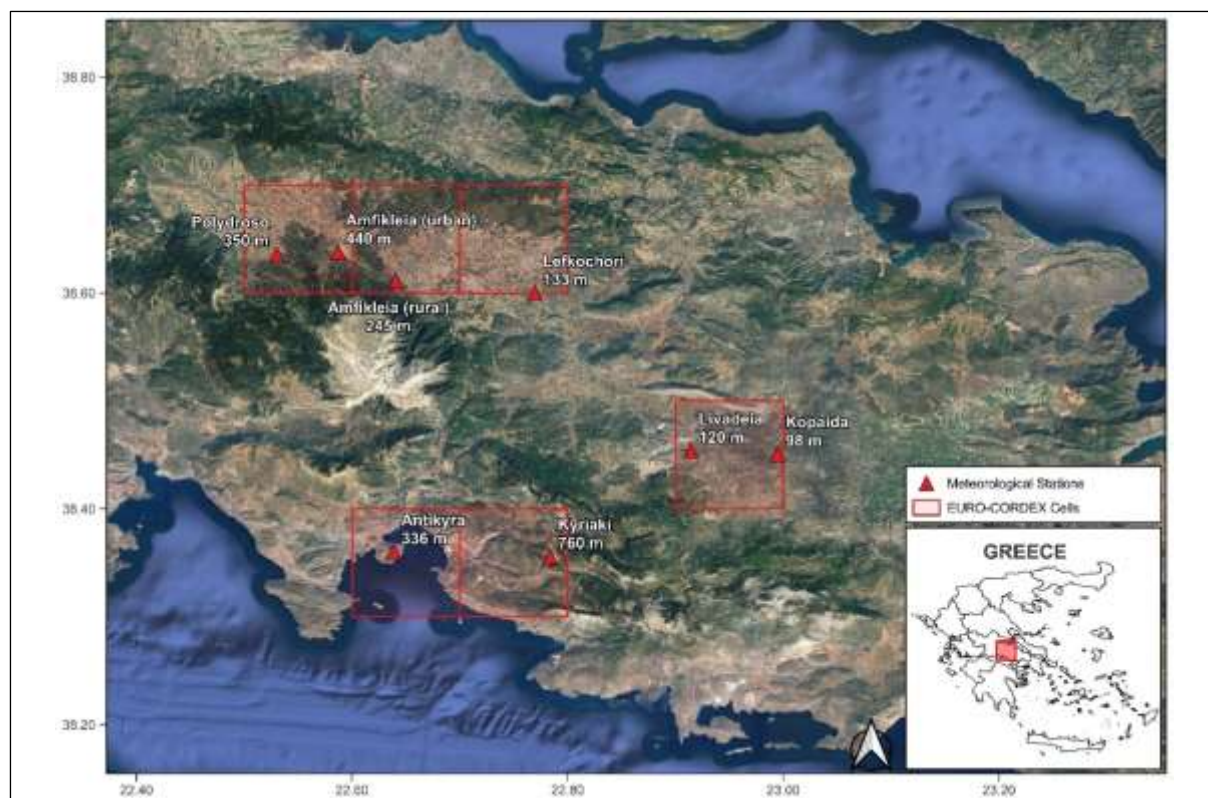 38.80
38.60
38.40
38.20
Polydroso
350 m
Amfikleia (urban)
440 m
Amfikleia (rural)
245 m
Lefkochori
133 m
Livadeia
120 m
Kopaida
98 m
Antikyra
336 m
Kyriaki
760 m
Meteorological Stations
EURO-CORDEX Cells
GREECE
22.40
22.60
22.80
23.00
23.20